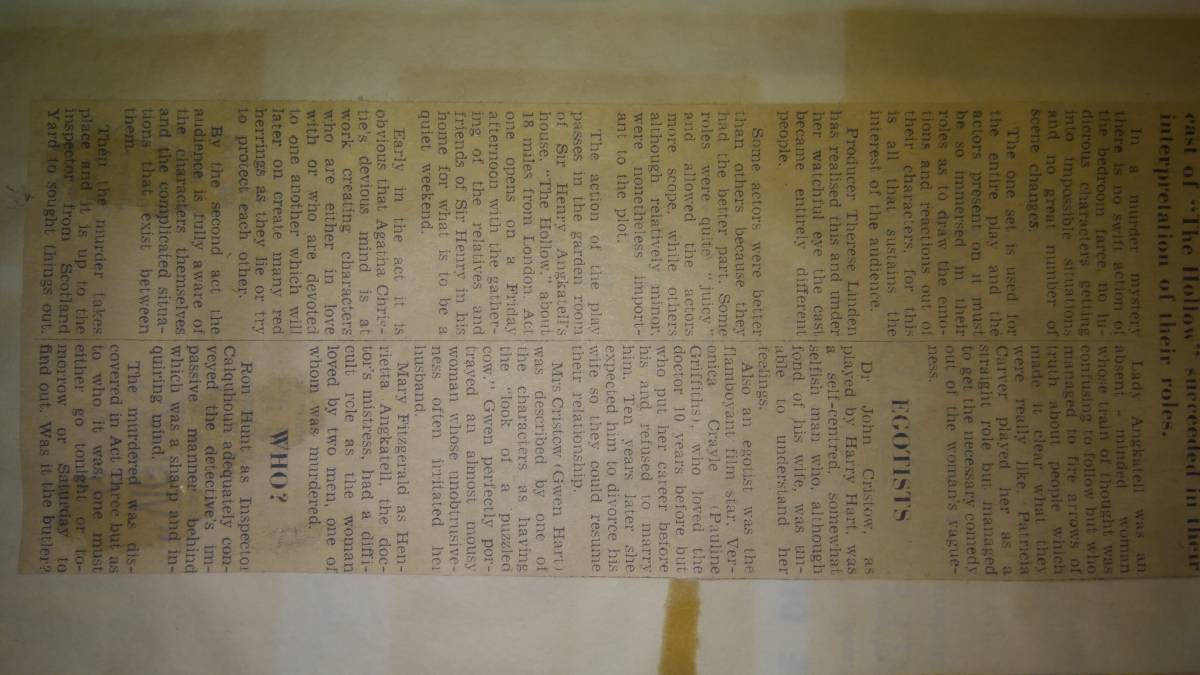 cast of "The Hollow" succeeded in their
interpretation of their roles.
In a murder mystery
there is no swift action of
the bedroom farce, no lu-
dicrous characters getting
into impossible situations
and no great number of
scene changes.
The one set is used for
the entire play and the
actors present on it must
be so immersed in their
roles as to draw the emo-
tions and reactions out of
their characters, for this
is all that sustains the
interest of the audience.
Producer Therese Lunden
has realised this and under
her watchful eye the cast
became entirely different
people.
Some actors were better
than others because they
had the better part. Some
roles were quite "juicy"
and allowed the actors
more scope, while others
although relatively minor,
were nonetheless import-
ant to the plot.
The action of the play
passes in the garden room
of Sir Henry Angkatell's
house, "The Hollow," about
18 miles from London. Act
one opens on a Friday
afternoon with the gather-
ing of the relatives and
friends of Sir Henry in his
home for what is to be a
quiet weekend.
Early in the act it is
obvious that Agatha Chris-
tie's devious mind is at
work creating characters
who are either in love
with or who are devoted
to one another which will
later on create many red
herrings as they lie or try
to protect each other.
By the second act the
audience is fully aware of
the characters themselves
and the complicated situa-
tions that exist between
them.
Then the murder takes
place and it is up to the
inspector from Scotland
Yard to sought things out.
Lady Angkatell was an
absent-minded woman
whose train of thought was
confusing to follow but who
managed to fire arrows of
truth about people which
made it clear what they
were really like. Patricia
Carver played her as a
straight role but managed
to get the necessary comedy
out of the woman's vague-
ness.
EGOTISTS
Dr John Cristow, as
played by Harry Hart, was
a self-centred, somewhat
selfish man who, although
fond of his wife, was un-
able to understand her
feelings.
Also an egotist was the
flamboyant film star, Ver-
onica Crayle (Pauline
Griffiths), who loved the
doctor 10 years before but
who put her career before
his and refused to marry
him. Ten years later she
expected him to divorce his
wife so they could resume
their relationship.
Mrs Cristow (Gwen Hart)
was described by one of
the characters as having
the "look of a puzzled
cow." Gwen perfectly por-
trayed an almost mousy
woman whose unobtrusive-
ness often irritated her
husband.
Mary Fitzgerald as Hen-
rietta Angkatell, the doc-
tor's mistress, had a diffi-
cult role as the woman
loved by two men, one of
whom was murdered.
WHO?
Ron Hunt as Inspector
Calquhoun adequately con-
veyed the detective's im-
passive manner behind
which was a sharp and in-
quiring mind.
The murdered was dis-
covered in Act Three but as
to who it was, one must
either go tonight or to-
morrow or Saturday to
find out. Was it the butler?